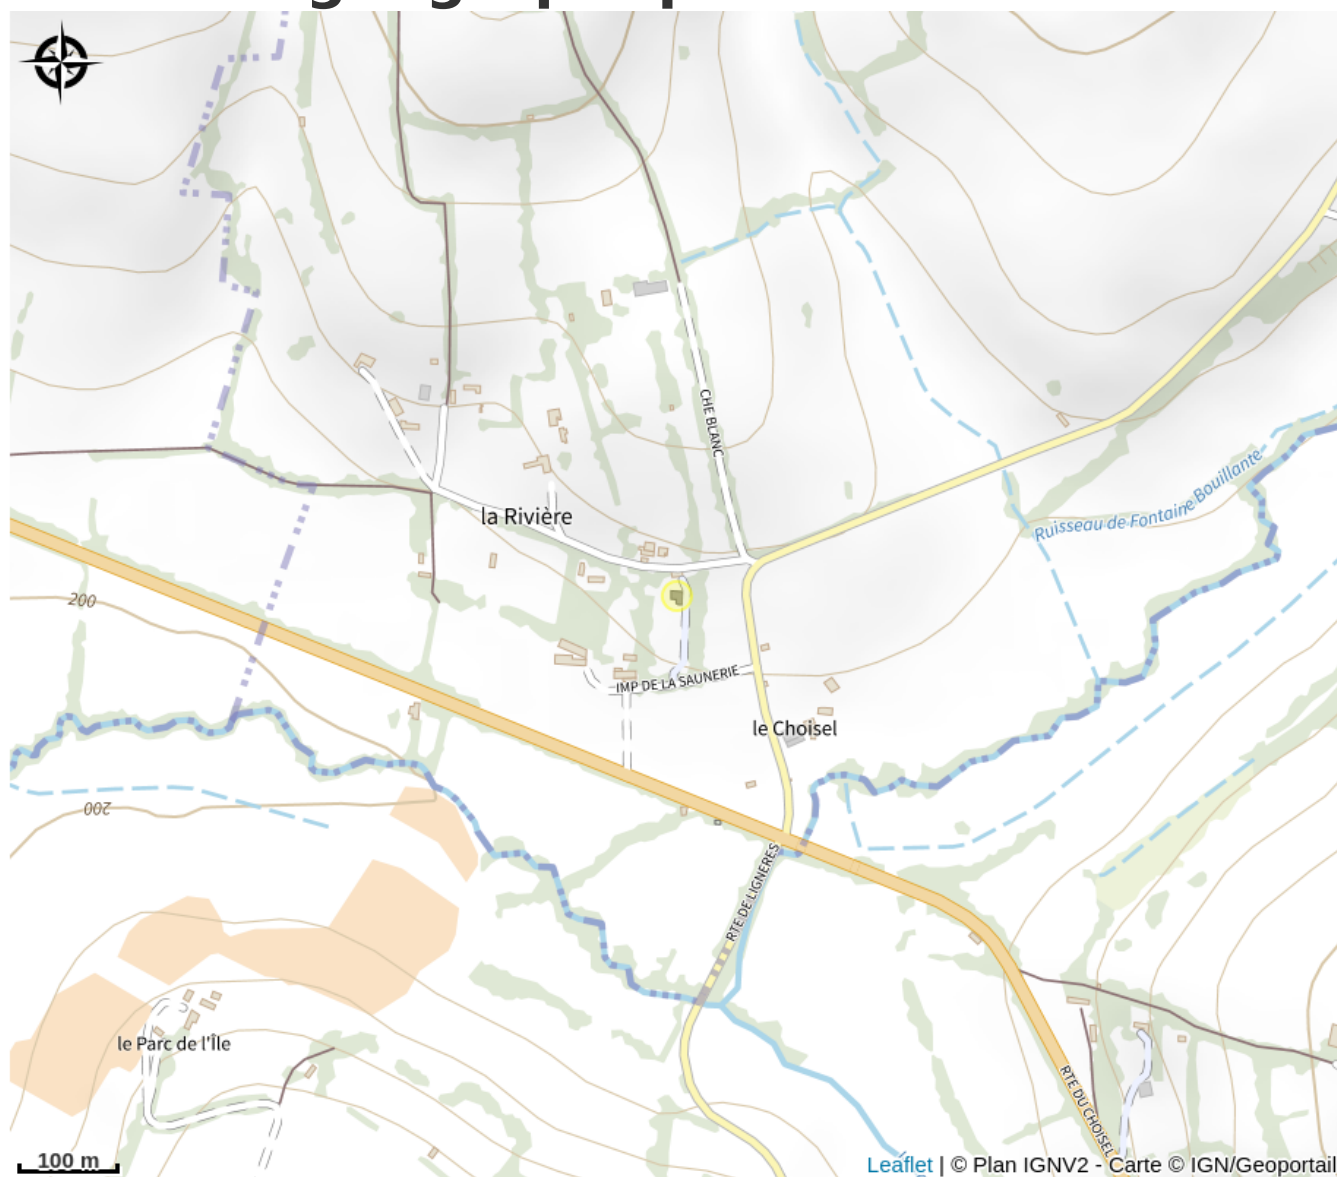 CHE BLANC
la Rivière
Ruisseau de Fontaine Bouillante
200
IMP DE LA SAUNERIE
le Choisel
200
RTE DE LIGNERES
le Parc de l'Île
RTE DU CHOISEL
100 m
Leaflet | © Plan IGNV2 - Carte © IGN/Geoportail